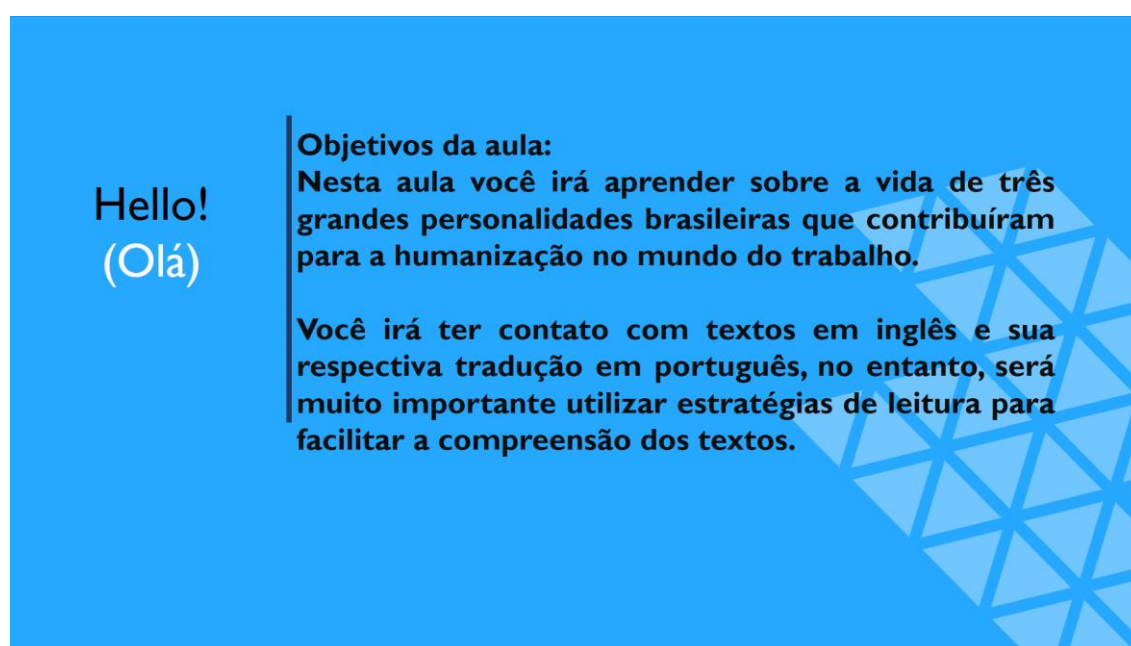 Hello!
(Olá)
Objetivos da aula:
Nesta aula você irá aprender sobre a vida de três
grandes personalidades brasileiras que contribuíram
para a humanização no mundo do trabalho.
Você irá ter contato com textos em inglês e sua
respectiva tradução em português, no entanto, será
muito importante utilizar estratégias de leitura para
facilitar a compreensão dos textos.